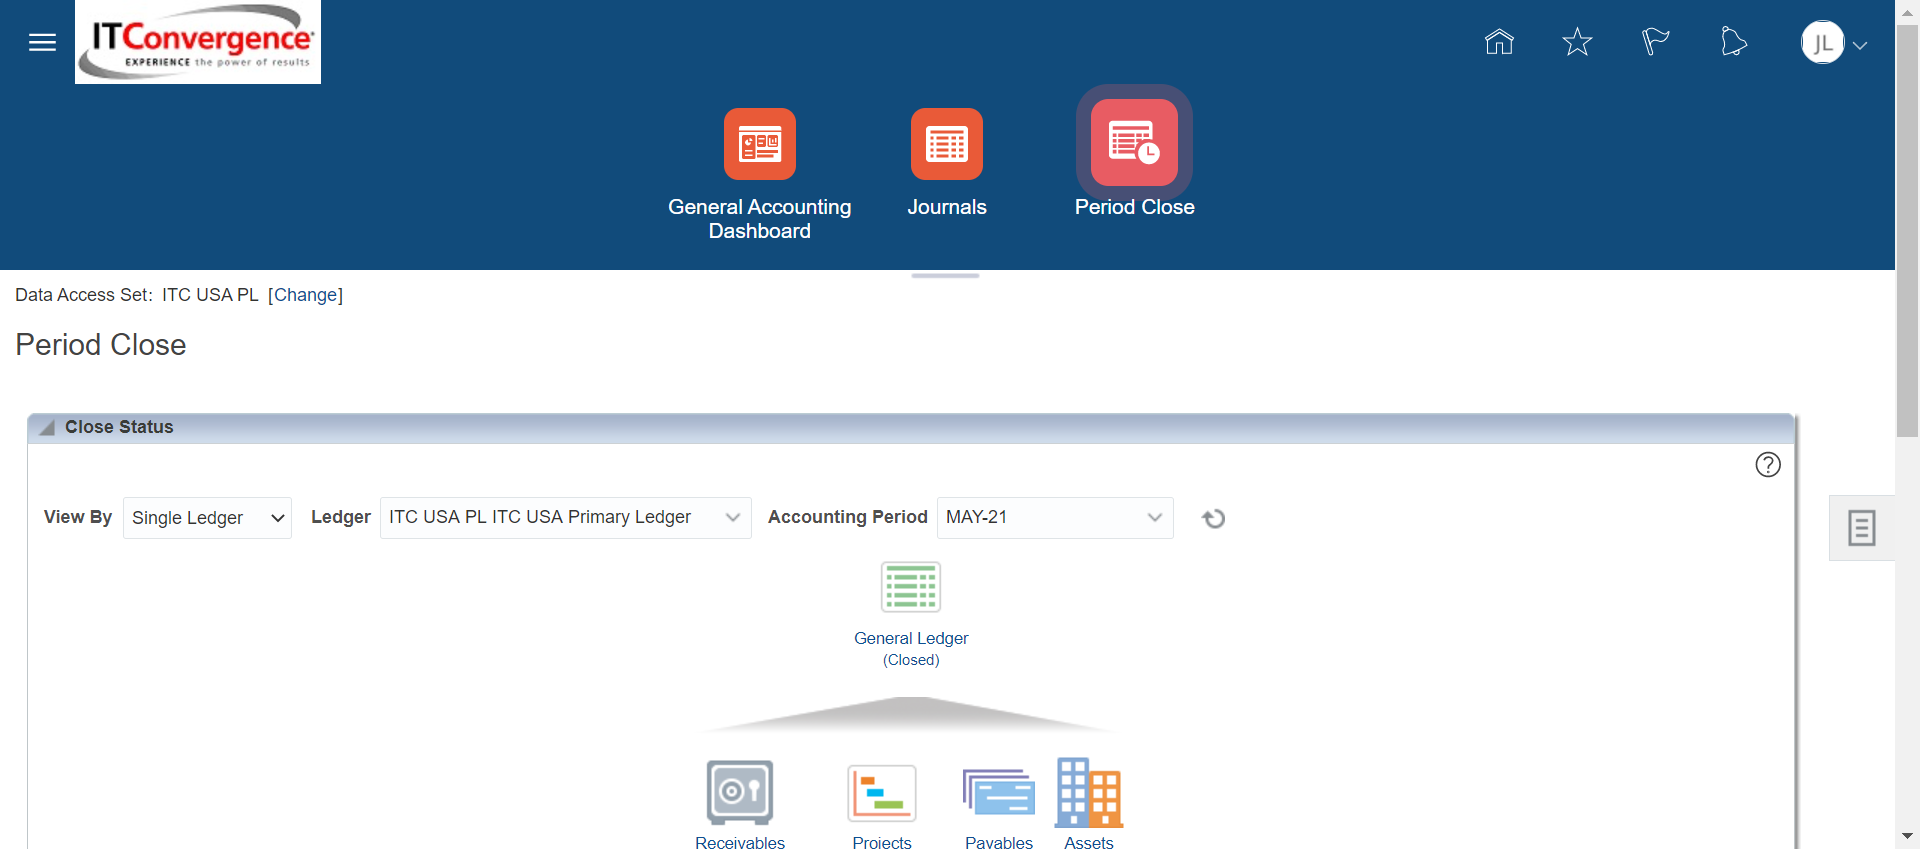 ITConvergence
EXPERIENCE the power of results
JL
General Accounting
Dashboard
Journals
Period Close
Data Access Set: ITC USA PL [Change]
Period Close
Close Status
View By Single Ledger Ledger ITC USA PL ITC USA Primary Ledger Accounting Period MAY-21
General Ledger
(Closed)
Receivables Projects Payables Assets